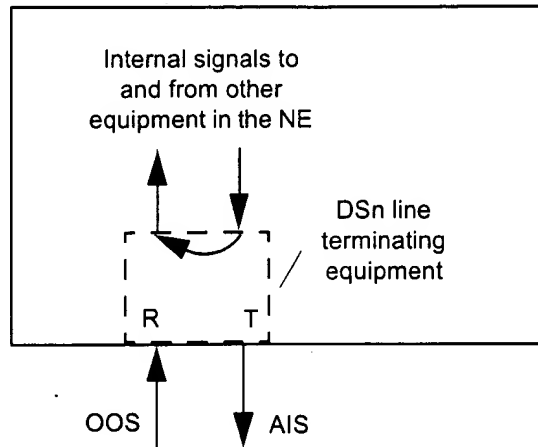 Internal signals to
and from other
equipment in the NE
DSn line
terminating
equipment
R
T
OOS
AIS